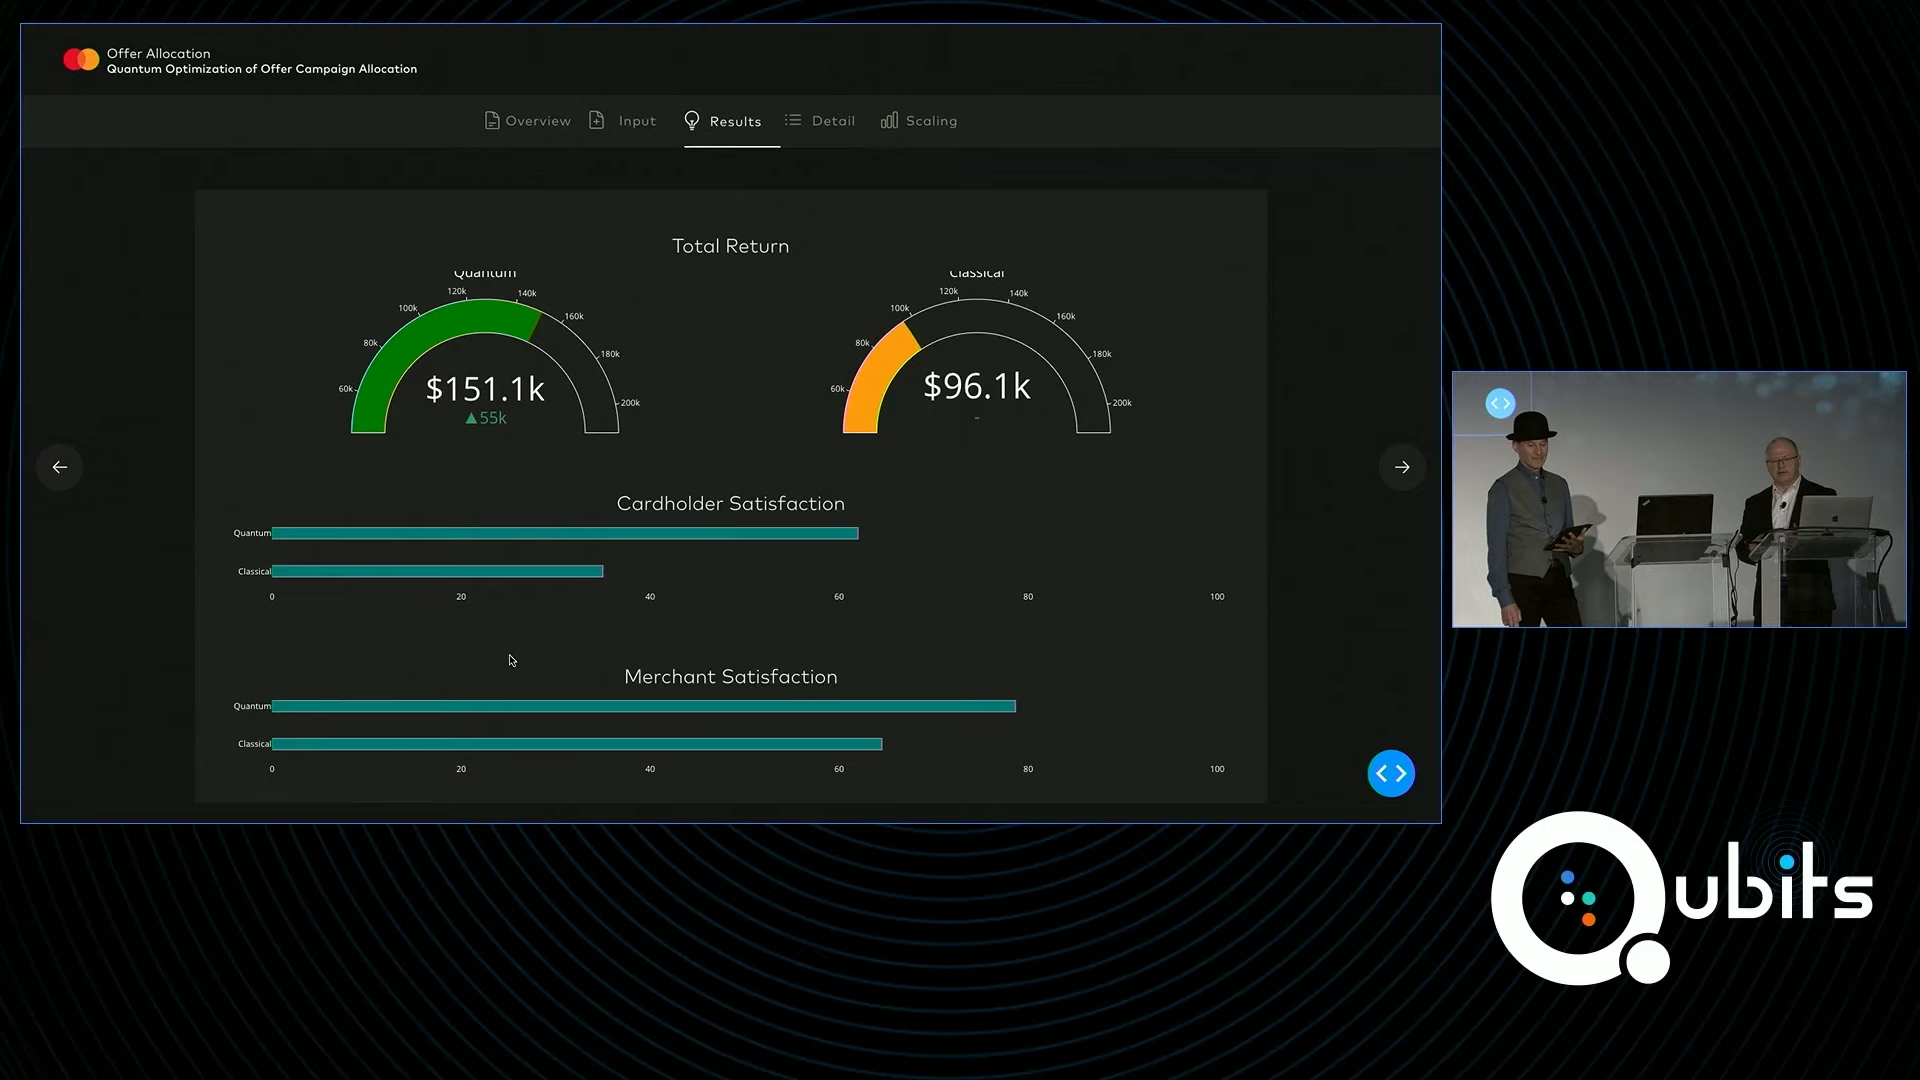 Offer Allocation
Quantum Optimization of Offer Campaign Allocation
Overview Input Results Detail Scaling
Total Return
Quantum
60k 80k 100k 120k 140k 160k 180k 200k
$151.1k
▲55k
Classical
60k 80k 100k 120k 140k 160k 180k 200k
$96.1k
-
Cardholder Satisfaction
Quantum
Classical
0 20 40 60 80 100
Merchant Satisfaction
Quantum
Classical
0 20 40 60 80 100
Qubits